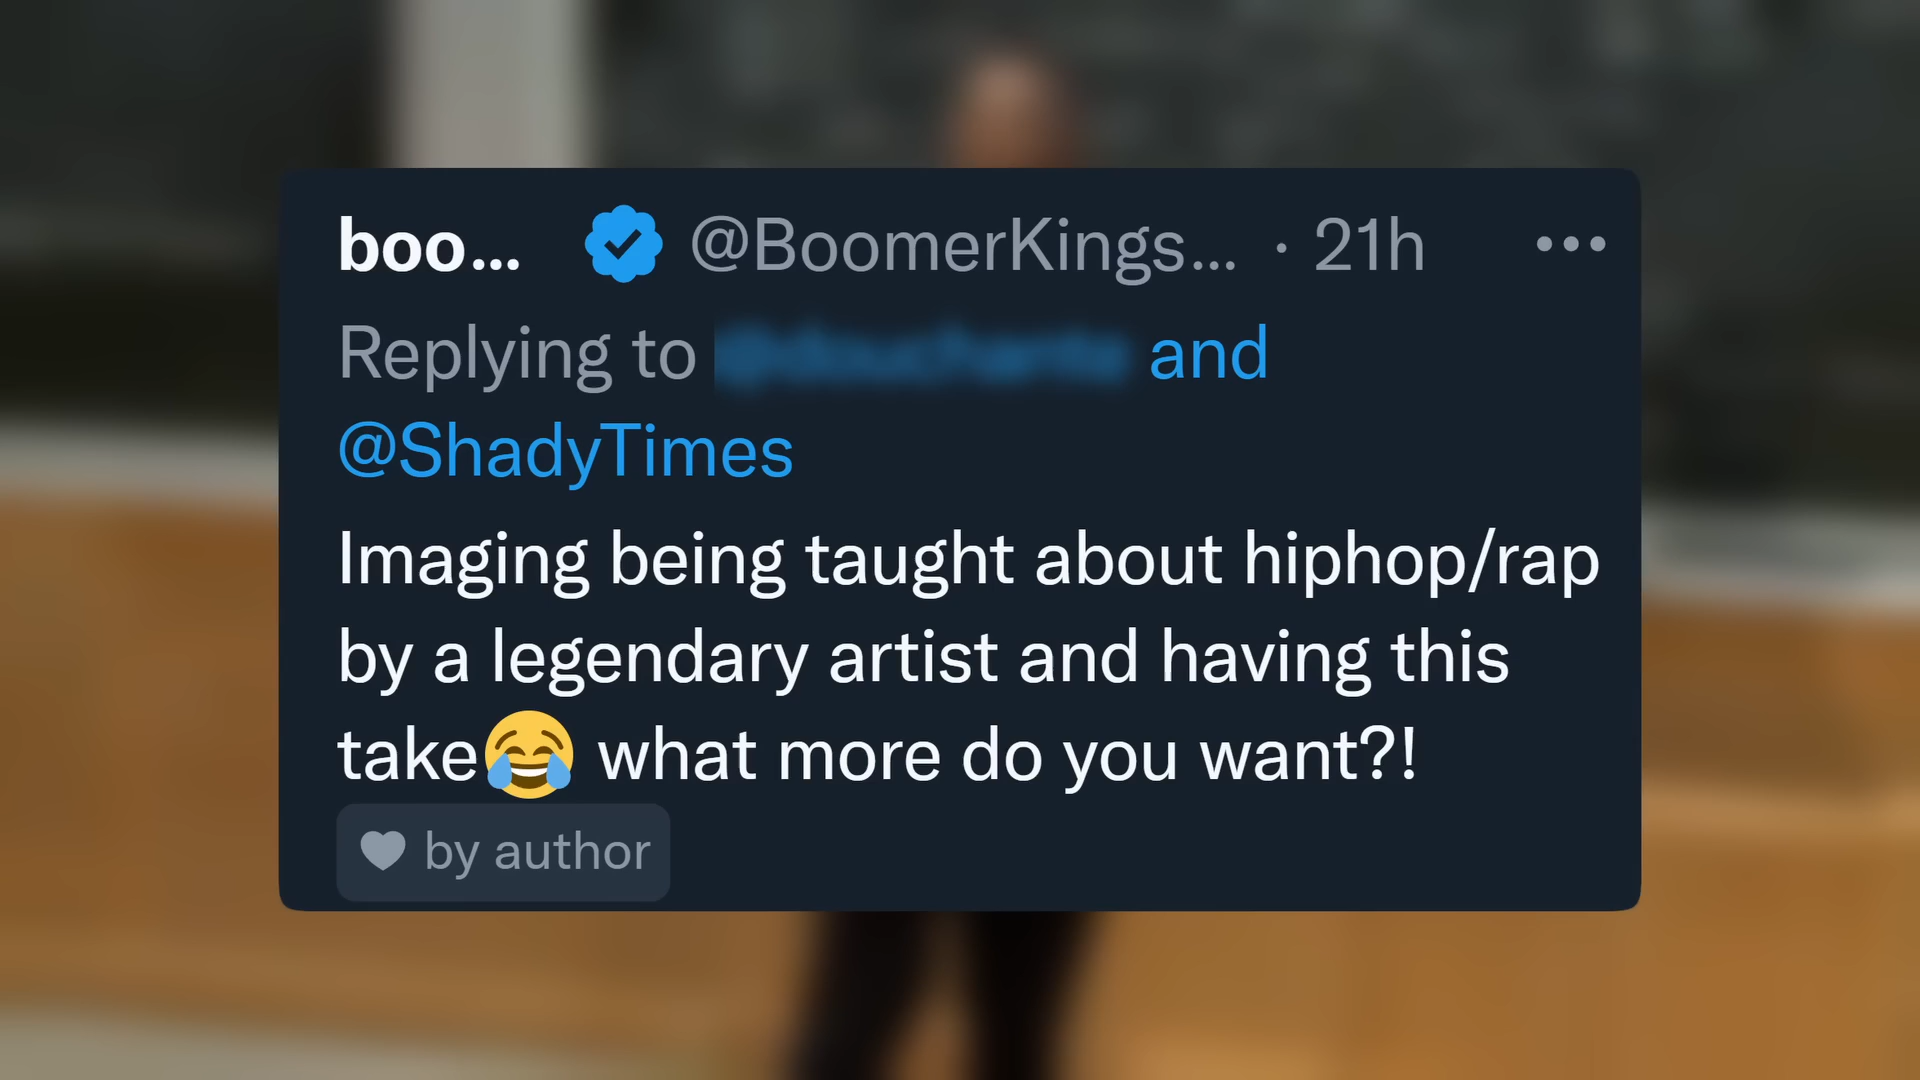 boo... @BoomerKings... · 21h
Replying to and
@ShadyTimes
Imaging being taught about hiphop/rap
by a legendary artist and having this
take😂 what more do you want?!
by author